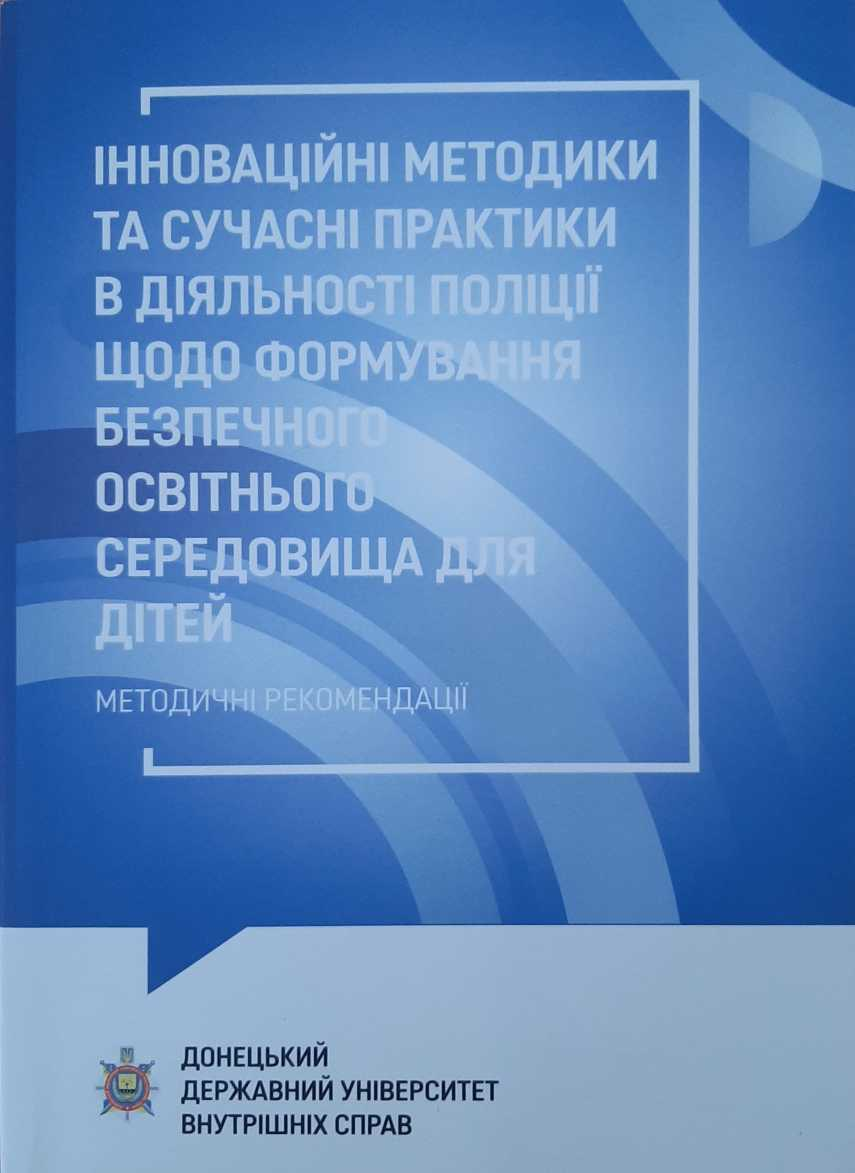 ІННОВАЦІЙНІ МЕТОДИКИ
ТА СУЧАСНІ ПРАКТИКИ
В ДІЯЛЬНОСТІ ПОЛІЦІЇ
ЩОДО ФОРМУВАННЯ
БЕЗПЕЧНОГО
ОСВІТНЬОГО
СЕРЕДОВИЩА ДЛЯ
ДІТЕЙ
МЕТОДИЧНІ РЕКОМЕНДАЦІЇ
ДОНЕЦЬКИЙ
ДЕРЖАВНИЙ УНІВЕРСИТЕТ
ВНУТРІШНІХ СПРАВ